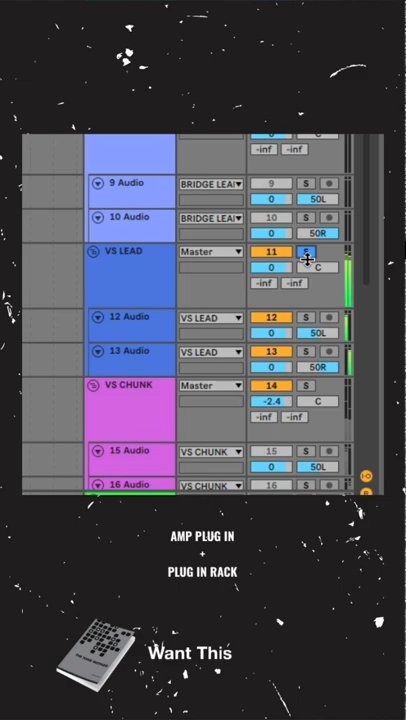 C
-inf -inf
9 Audio BRIDGE LEAI 9 S
0 50L
10 Audio BRIDGE LEAI 10 S
0 50R
VS LEAD Master 11 S
0 C
-inf -inf
12 Audio VS LEAD 12 S
0 50L
13 Audio VS LEAD 13 S
0 50R
VS CHUNK Master 14 S
-2.4 C
-inf -inf
15 Audio VS CHUNK 15 S
0 50L
16 Audio VS CHUNK 16 S
AMP PLUG IN
+
PLUG IN RACK
Want This